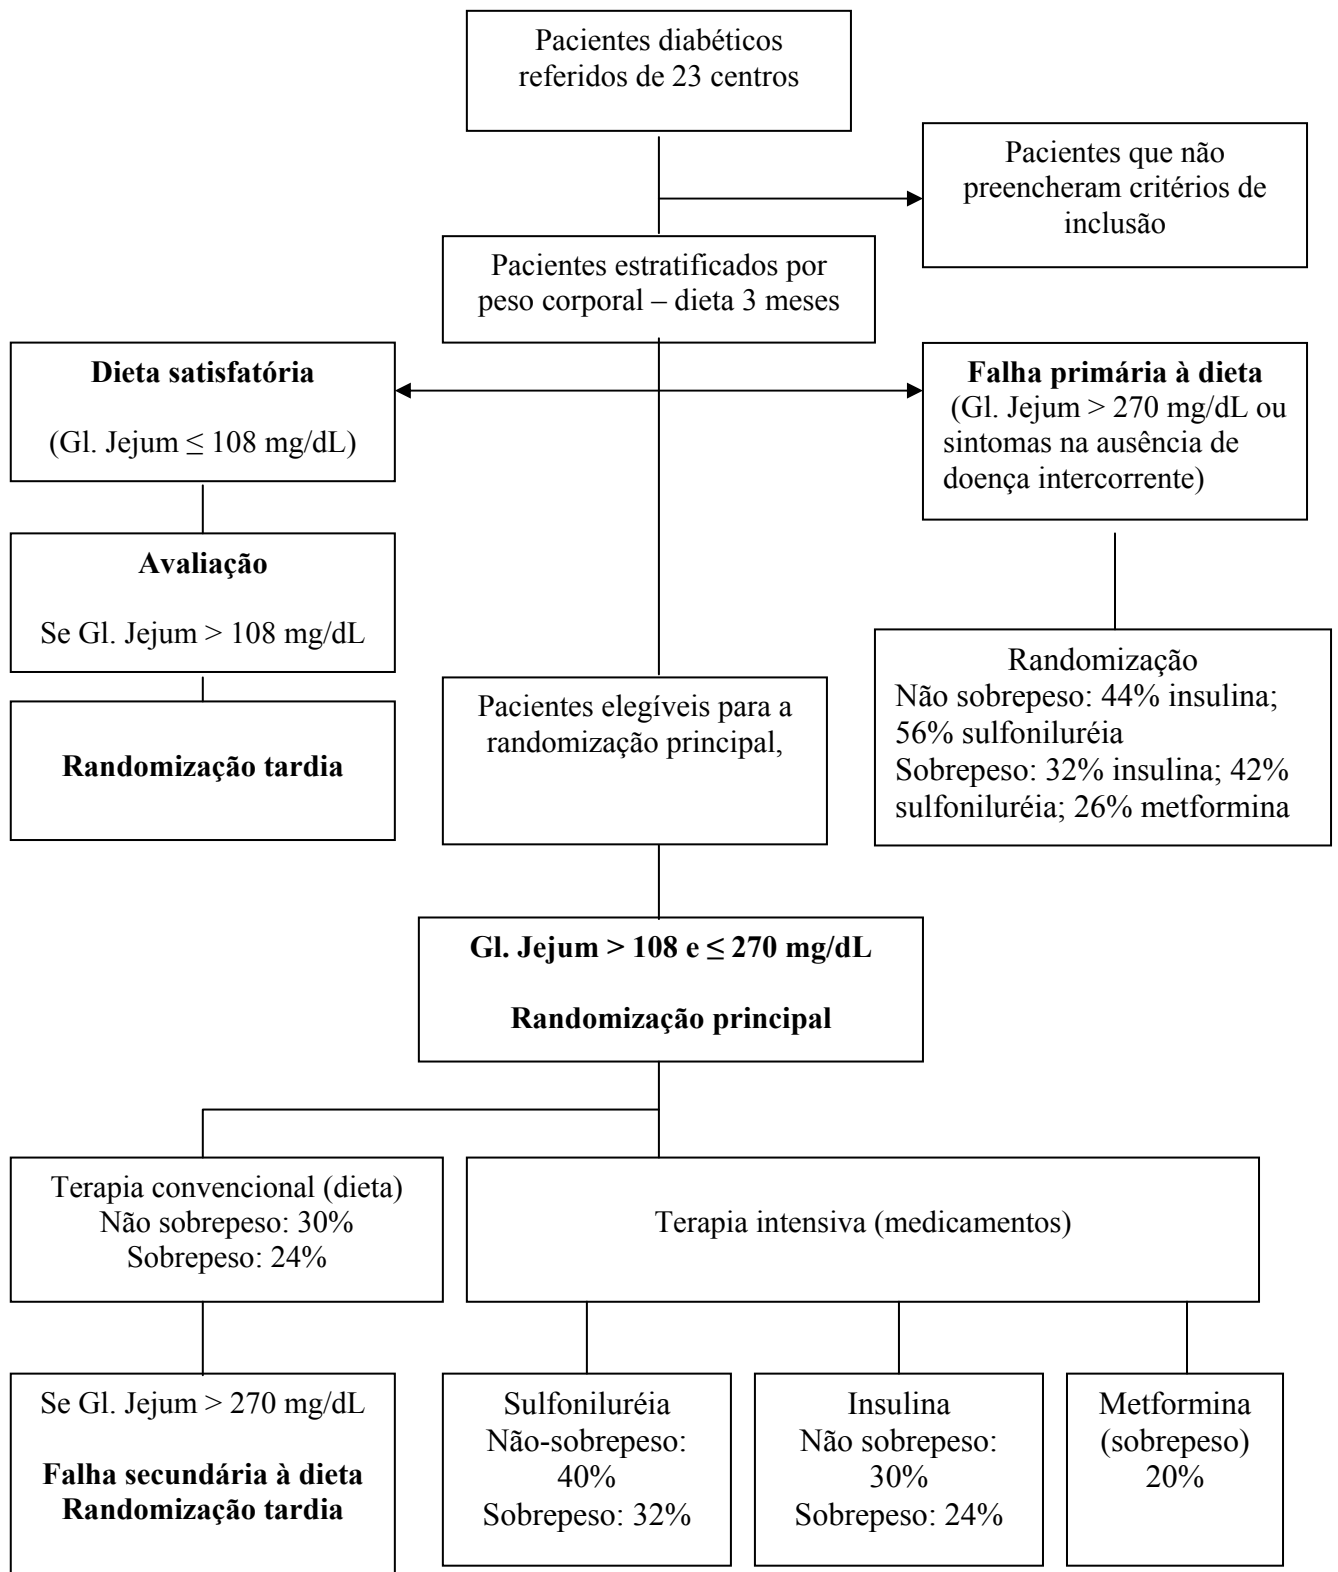 Pacientes diabéticos
referidos de 23 centros
Pacientes que não
preencheram critérios de
inclusão
Pacientes estratificados por
peso corporal – dieta 3 meses
Dieta satisfatória
(Gl. Jejum ≤ 108 mg/dL)
Falha primária à dieta
(Gl. Jejum > 270 mg/dL ou
sintomas na ausência de
doença intercorrente)
Avaliação
Se Gl. Jejum > 108 mg/dL
Randomização tardia
Pacientes elegíveis para a
randomização principal,
Randomização
Não sobrepeso: 44% insulina;
56% sulfoniluréia
Sobrepeso: 32% insulina; 42%
sulfoniluréia; 26% metformina
Gl. Jejum > 108 e ≤ 270 mg/dL
Randomização principal
Terapia convencional (dieta)
Não sobrepeso: 30%
Sobrepeso: 24%
Terapia intensiva (medicamentos)
Se Gl. Jejum > 270 mg/dL
Falha secundária à dieta
Randomização tardia
Sulfoniluréia
Não-sobrepeso:
40%
Sobrepeso: 32%
Insulina
Não sobrepeso:
30%
Sobrepeso: 24%
Metformina
(sobrepeso)
20%